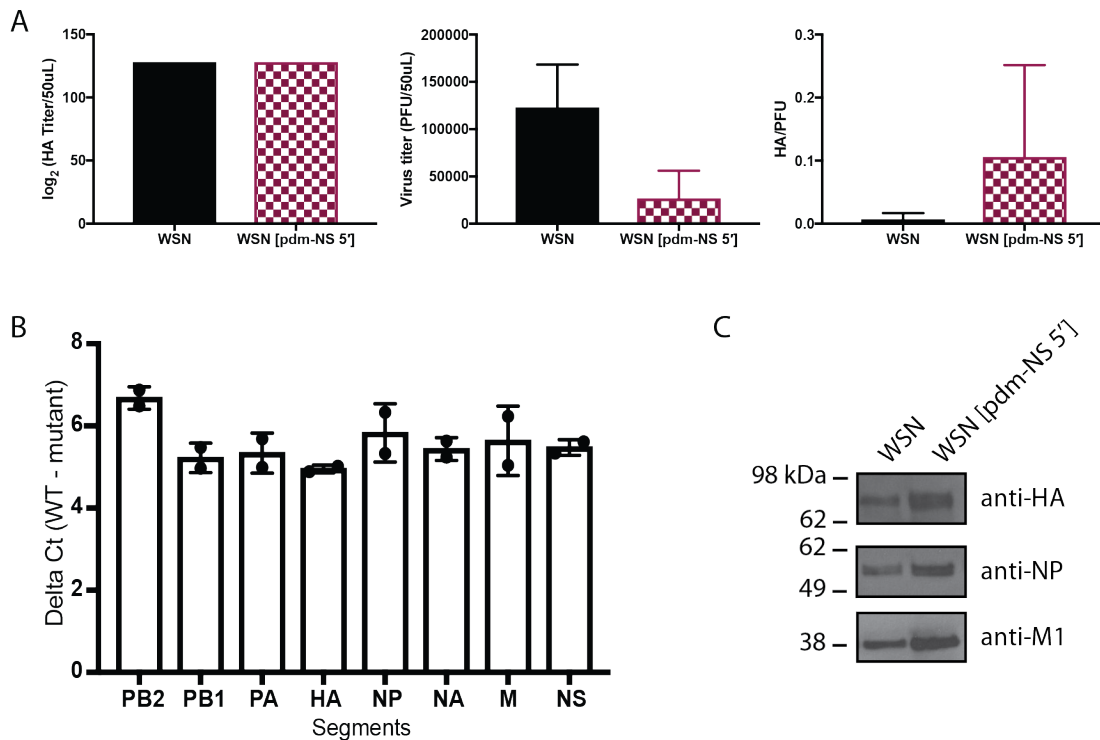 A
log2 (HA Titer/50uL)
150
100
50
0
WSN
WSN [pdm-NS 5′]
Virus titer (PFU/50uL)
200000
150000
100000
50000
0
WSN
WSN [pdm-NS 5′]
HA/PFU
0.3
0.2
0.1
0.0
WSN
WSN [pdm-NS 5′]
B
Delta Ct (WT - mutant)
8
6
4
2
0
PB2 PB1 PA HA NP NA M NS
Segments
C
WSN
WSN [pdm-NS 5′]
98 kDa
62
anti-HA
62
49
anti-NP
38
anti-M1